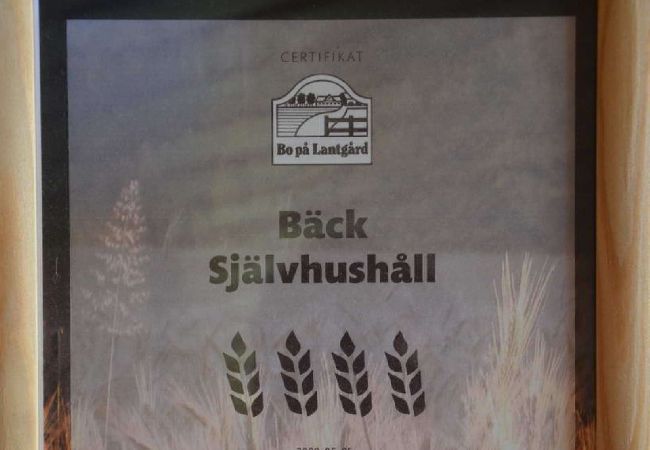 CERTIFIKAT
Bo på Lantgård
Bäck
Självhushåll